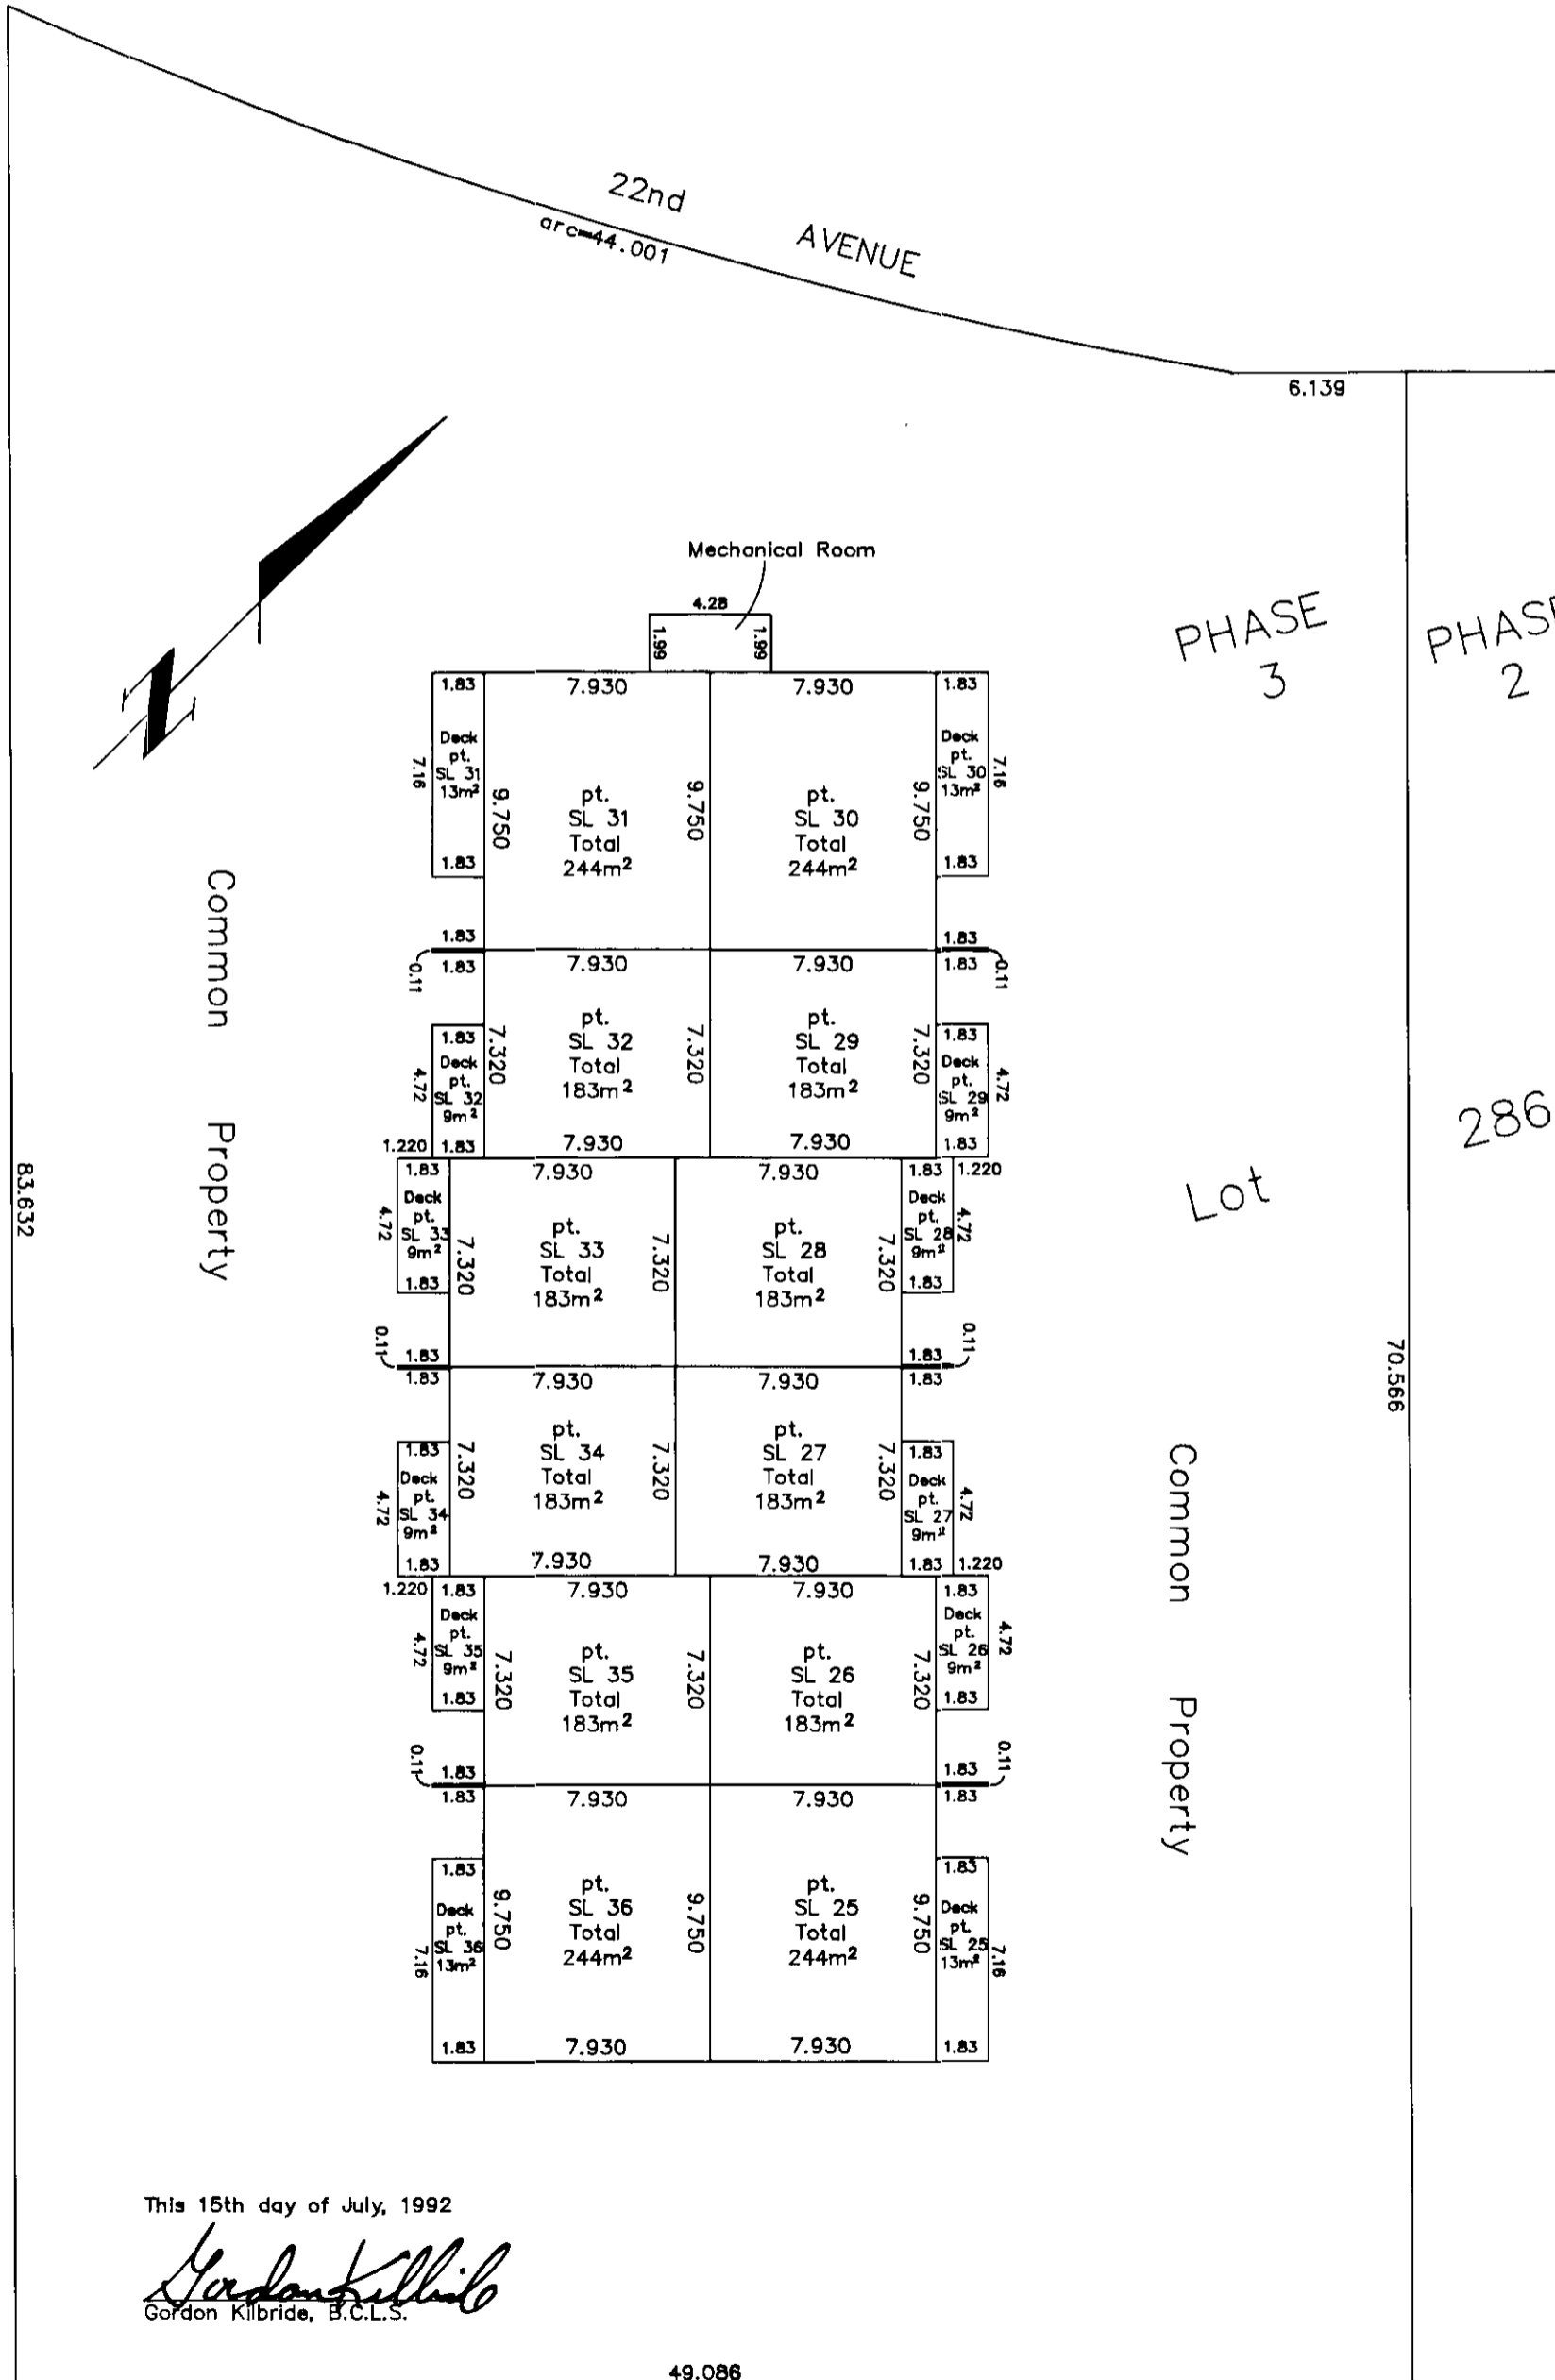 22nd AVENUE
arc=44.001
6.139
N
Mechanical Room
4.28
1.99 1.99
PHASE
3
PHASE
2
1.83 7.930 7.930 1.83
Deck
pt.
SL 31
13m²
7.16
9.750
pt.
SL 31
Total
244m²
9.750
pt.
SL 30
Total
244m²
9.750
Deck
pt.
SL 30
13m²
7.16
1.83 1.83
1.83 1.83
0.11 1.83 7.930 7.930 1.83 0.11
pt.
SL 32
Total
183m²
pt.
SL 29
Total
183m²
7.320 7.320 7.320
1.83
Deck
pt.
SL 32
9m²
4.72
1.83
Deck
pt.
SL 29
9m²
4.72
1.220 1.83 7.930 7.930 1.83
1.83 7.930 7.930 1.83 1.220
Deck
pt.
SL 33
9m²
4.72
7.320
pt.
SL 33
Total
183m²
7.320
pt.
SL 28
Total
183m²
7.320
Deck
pt.
SL 28
9m²
4.72
1.83 1.83
0.11 1.83 1.83 0.11
1.83 7.930 7.930 1.83
pt.
SL 34
Total
183m²
pt.
SL 27
Total
183m²
7.320 7.320 7.320
1.83
Deck
pt.
SL 34
9m²
4.72
1.83
Deck
pt.
SL 27
9m²
4.72
1.83 7.930 7.930 1.83 1.220
1.220 1.83 7.930 7.930 1.83
Deck
pt.
SL 35
9m²
4.72
7.320
pt.
SL 35
Total
183m²
7.320
pt.
SL 26
Total
183m²
7.320
Deck
pt.
SL 26
9m²
4.72
1.83 1.83
0.11 1.83 1.83 0.11
1.83 7.930 7.930 1.83
1.83 1.83
Deck
pt.
SL 36
13m²
7.16
9.750
pt.
SL 36
Total
244m²
9.750
pt.
SL 25
Total
244m²
9.750
Deck
pt.
SL 25
13m²
7.16
1.83 7.930 7.930 1.83
Common Property
83.632
Lot 286
70.566
Common Property
This 15th day of July, 1992
Gordon Kilbride
Gordon Kilbride, B.C.L.S.
49.086